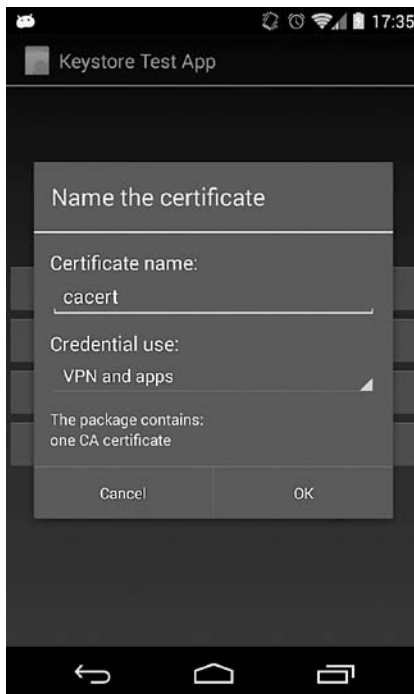 17:35
Keystore Test App
Name the certificate
Certificate name:
cacert
Credential use:
VPN and apps
The package contains:
one CA certificate
Cancel
OK